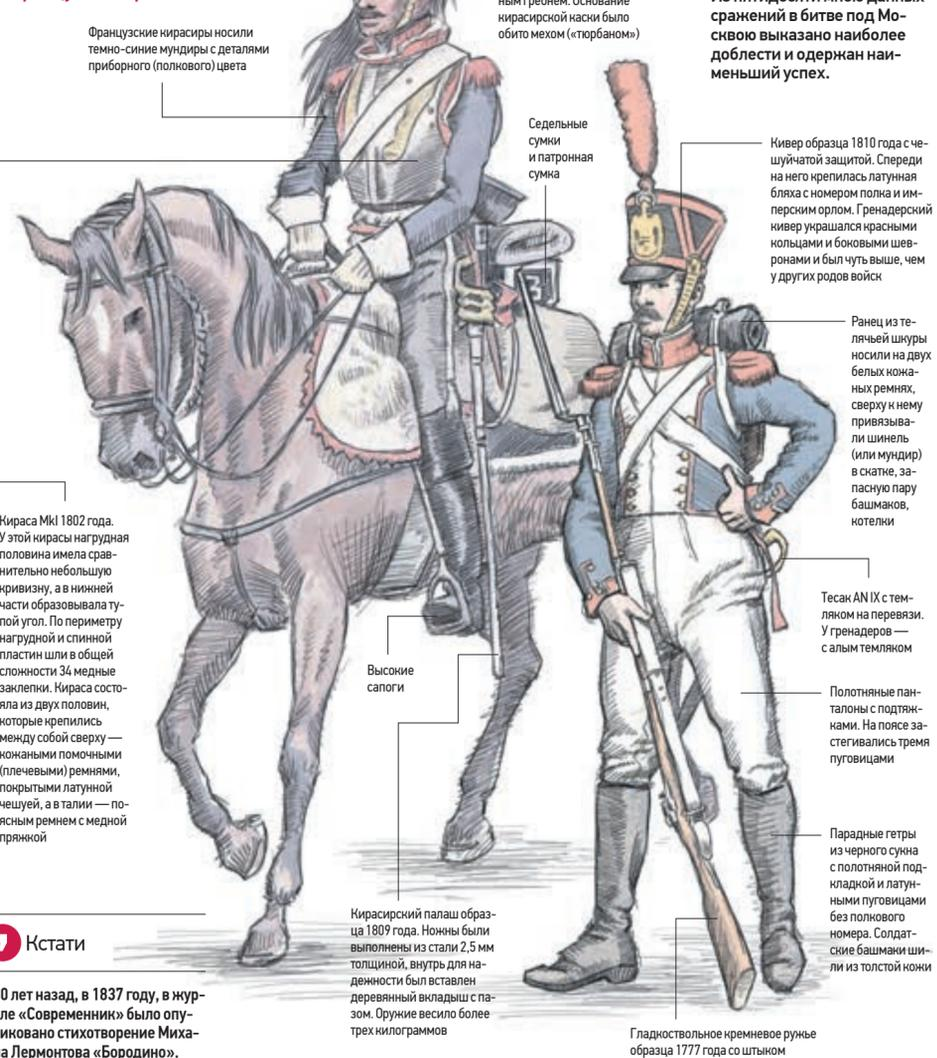 Французские кирасиры носили
темно-синие мундиры с деталями
приборного (полкового) цвета
ным гребнем. Основание
кирасирской каски было
обито мехом («тюрбаном»)
сражений в битве под Мо-
сквою выказано наиболее
доблести и одержан наи-
меньший успех.
Седельные
сумки
и патронная
сумка
Кивер образца 1810 года с че-
шуйчатой защитой. Спереди
на него крепилась латунная
бляха с номером полка и им-
перским орлом. Гренадерский
кивер украшался красными
кольцами и боковыми шев-
ронами и был чуть выше, чем
у других родов войск
3
Ранец из те-
лячьей шкуры
носили на двух
белых кожа-
ных ремнях,
сверху к нему
привязыва-
ли шинель
(или мундир)
в скатке, за-
пасную пару
башмаков,
котелки
Кираса MkI 1802 года.
У этой кирасы нагрудная
половина имела срав-
нительно небольшую
кривизну, а в нижней
части образовывала ту-
пой угол. По периметру
нагрудной и спинной
пластин шли в общей
сложности 34 медные
заклепки. Кираса состо-
яла из двух половин,
которые крепились
между собой сверху —
кожаными помочными
(плечевыми) ремнями,
покрытыми латунной
чешуей, а в талии — по-
ясным ремнем с медной
пряжкой
Тесак AN IX с тем-
ляком на перевязи.
У гренадеров —
с алым темляком
Высокие
сапоги
Полотняные пан-
талоны с подтяж-
ками. На поясе за-
стегивались тремя
пуговицами
Парадные гетры
из черного сукна
с полотняной под-
кладкой и латун-
ными пуговицами
без полкового
номера. Солдат-
ские башмаки ши-
ли из толстой кожи
Кирасирский палаш образ-
ца 1809 года. Ножны были
выполнены из стали 2,5 мм
толщиной, внутрь для на-
дежности был вставлен
деревянный вкладыш с па-
зом. Оружие весило более
трех килограммов
Кстати
0 лет назад, в 1837 году, в жур-
ле «Современник» было опу-
иковано стихотворение Миха-
а Лермонтова «Бородино».
Гладкоствольное кремневое ружье
образца 1777 года со штыком